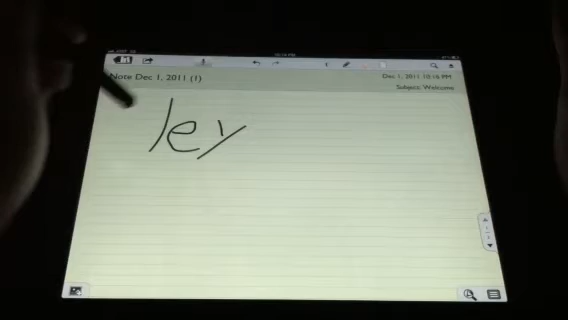 Note Dec 1, 2011 (1)
Dec 1, 2011 10:16 PM
Subject: Welcome
ley